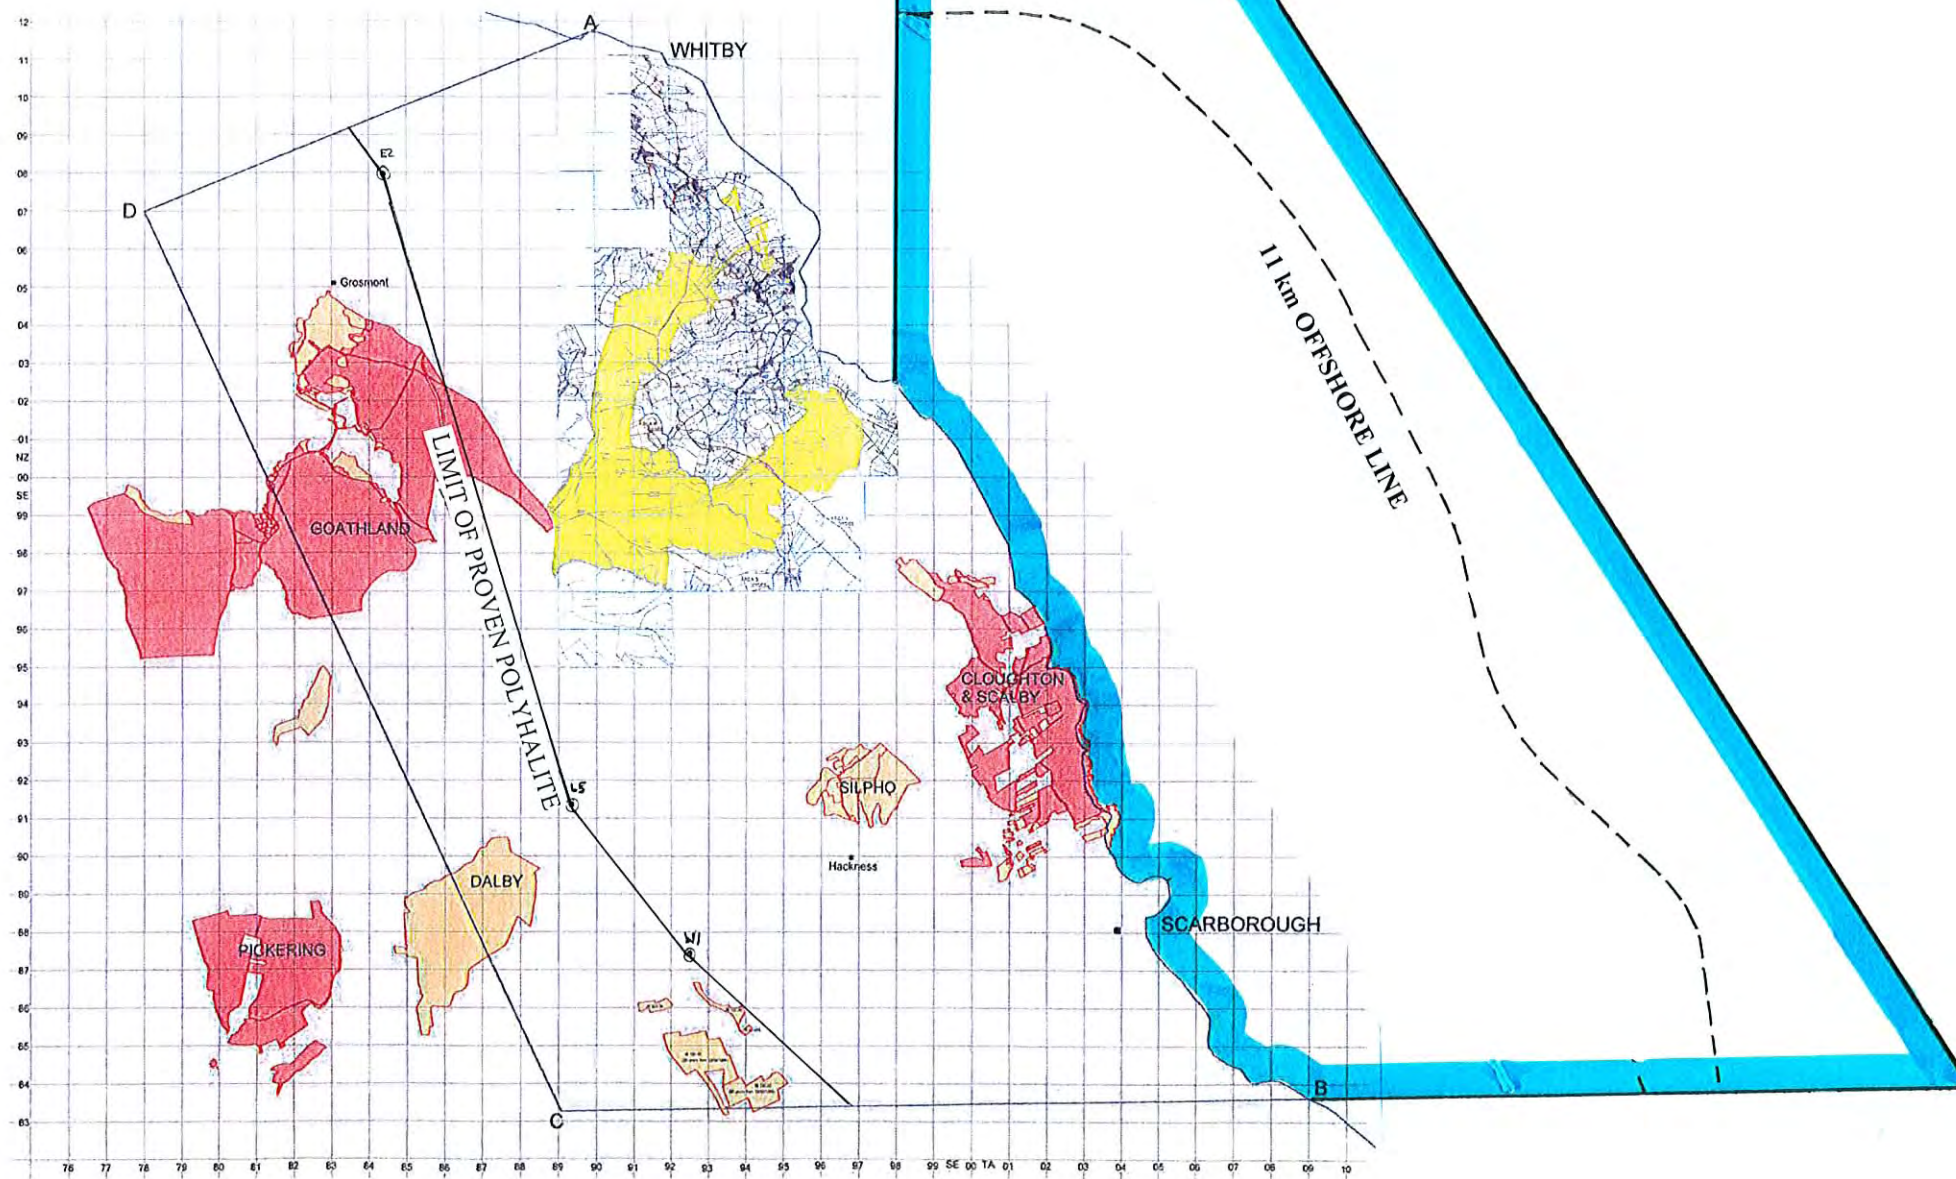 12
A
WHITBY
11
10
09
E2
08
D
07
06
05
Grosmont
04
03
02
01
NZ
00
SE
99
GOATHLAND
98
97
96
95
94
93
92
91
90
89
88
87
86
85
84
83
LIMIT OF PROVEN POLYHALITE
11 km OFFSHORE LINE
CLOUGHTON
& SCALBY
L5
SILPHO
Hackness
DALBY
SCARBOROUGH
W1
PICKERING
B
C
76 77 78 79 80 81 82 83 84 85 86 87 88 89 90 91 92 93 94 95 96 97 98 99 SE 00 TA 01 02 03 04 05 06 07 08 09 10